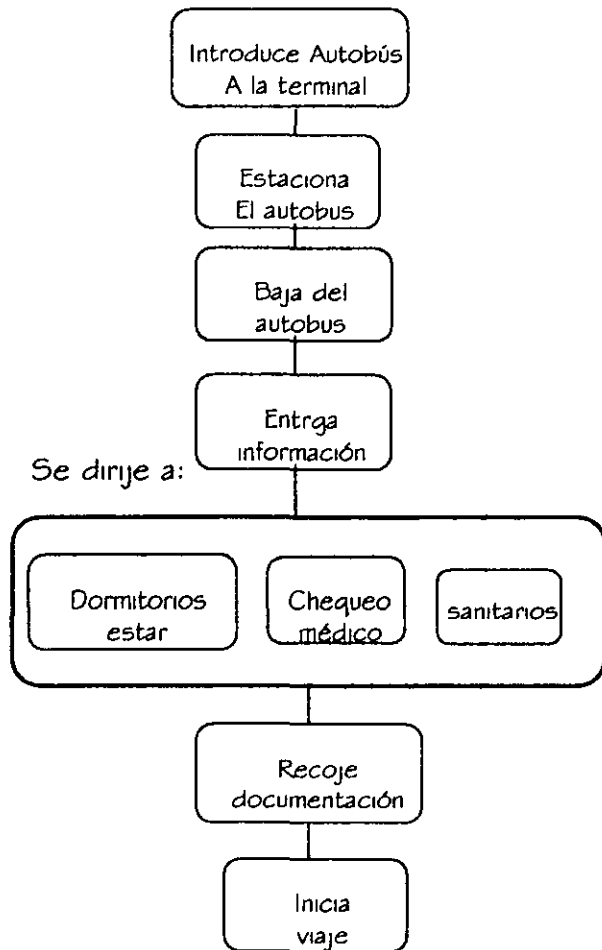 Introduce Autobús
A la terminal
Estaciona
El autobus
Baja del
autobus
Entrga
información
Se dirije a:
Dormitorios
estar
Chequeo
médico
sanitarios
Recoje
documentación
Inicia
viaje